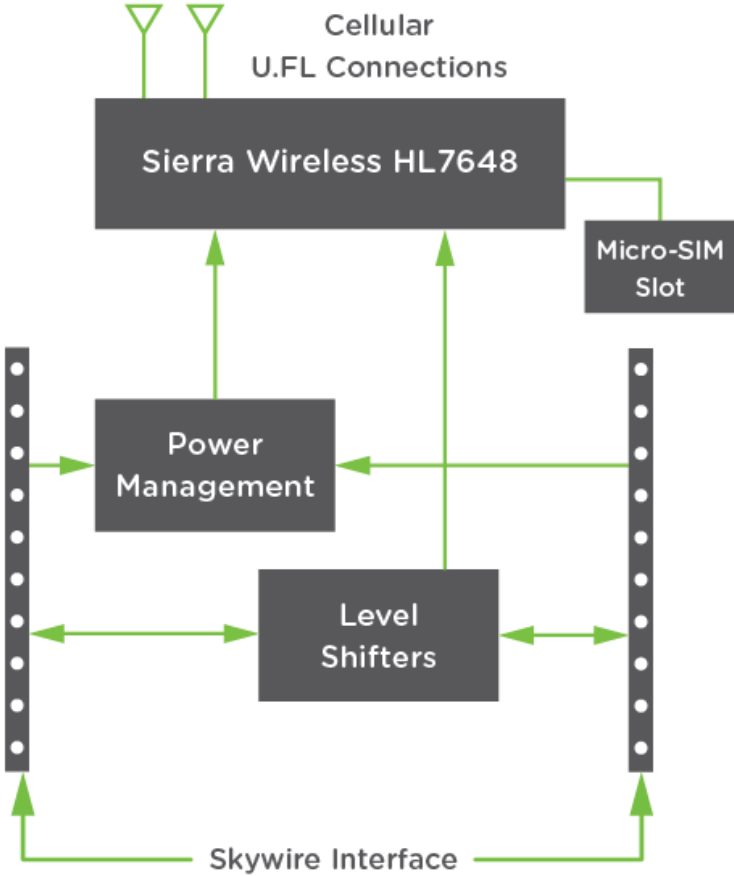 Cellular
U.FL Connections
Sierra Wireless HL7648
Micro-SIM
Slot
Power
Management
Level
Shifters
Skywire Interface